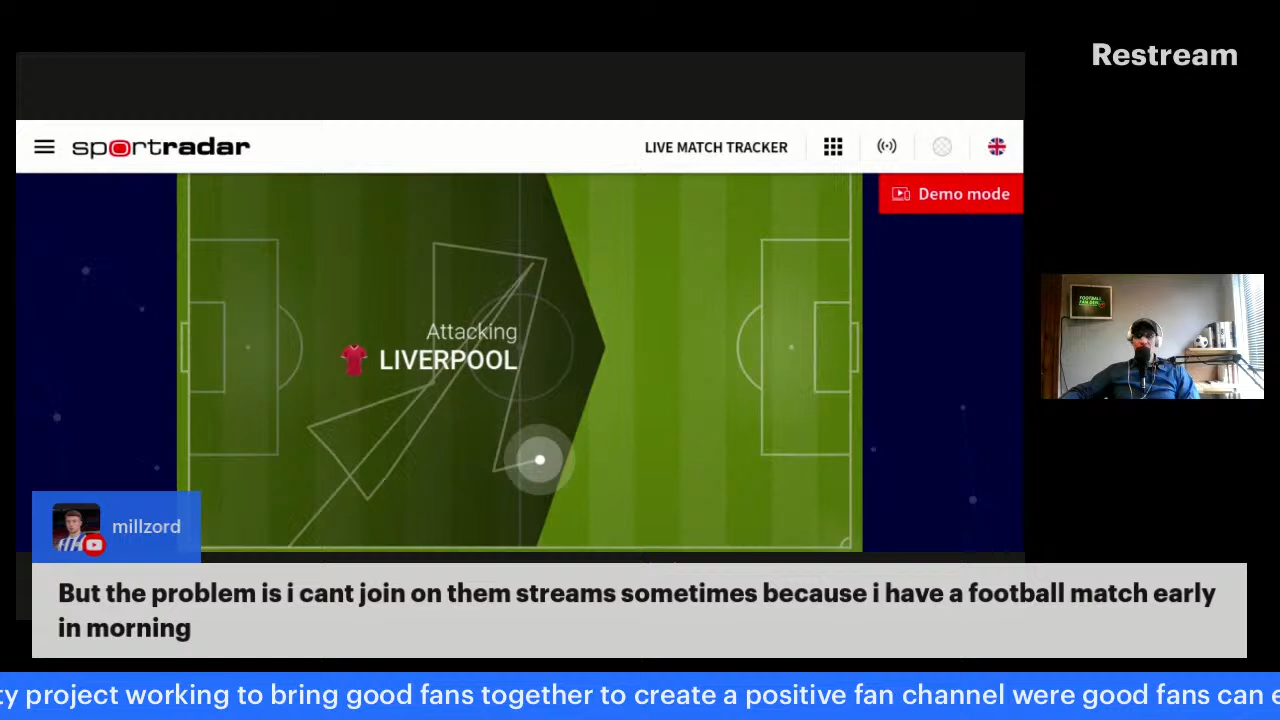 Restream
sportradar
LIVE MATCH TRACKER
Demo mode
Attacking
LIVERPOOL
FOOTBALL
millzord
But the problem is i cant join on them streams sometimes because i have a football match early
in morning
ty project working to bring good fans together to create a positive fan channel were good fans can e